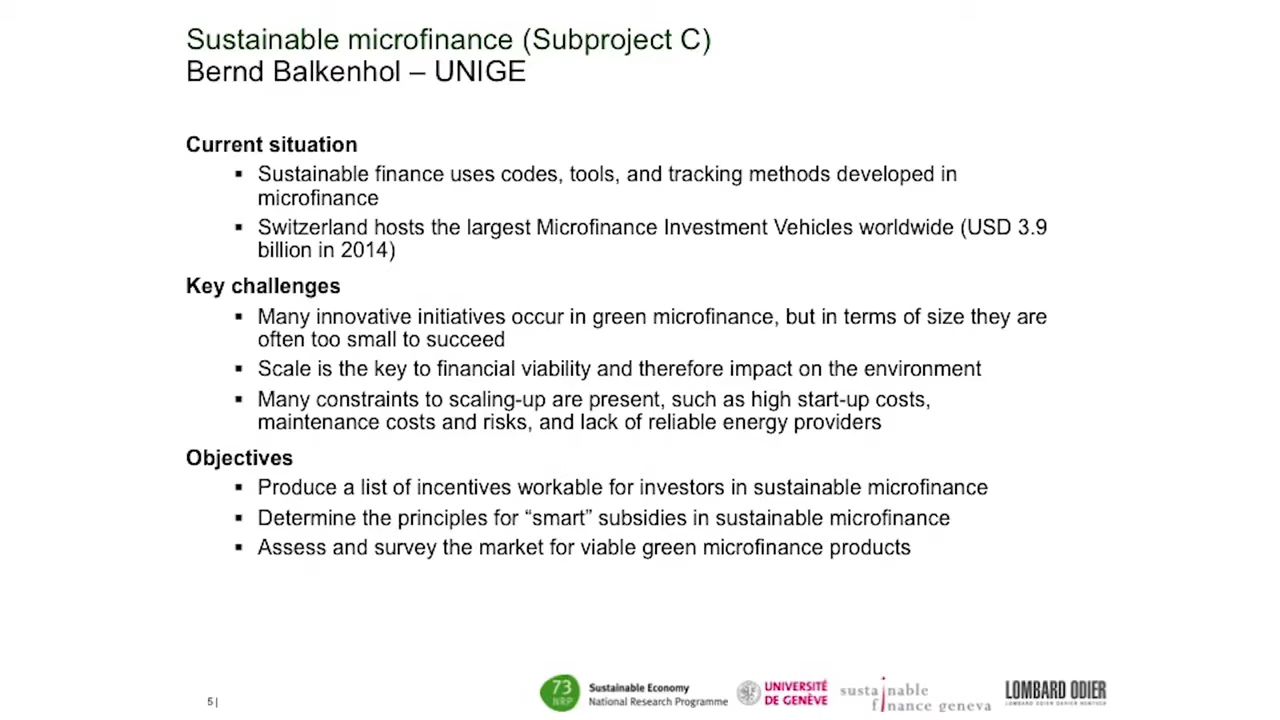 Sustainable microfinance (Subproject C)
Bernd Balkenhol – UNIGE
Current situation
▪ Sustainable finance uses codes, tools, and tracking methods developed in
microfinance
▪ Switzerland hosts the largest Microfinance Investment Vehicles worldwide (USD 3.9
billion in 2014)
Key challenges
▪ Many innovative initiatives occur in green microfinance, but in terms of size they are
often too small to succeed
▪ Scale is the key to financial viability and therefore impact on the environment
▪ Many constraints to scaling-up are present, such as high start-up costs,
maintenance costs and risks, and lack of reliable energy providers
Objectives
▪ Produce a list of incentives workable for investors in sustainable microfinance
▪ Determine the principles for “smart” subsidies in sustainable microfinance
▪ Assess and survey the market for viable green microfinance products
5 |
73
NRP
Sustainable Economy
National Research Programme
UNIVERSITÉ
DE GENÈVE
sustainable
finance geneva
LOMBARD ODIER
LOMBARD ODIER DARIER HENTSCH